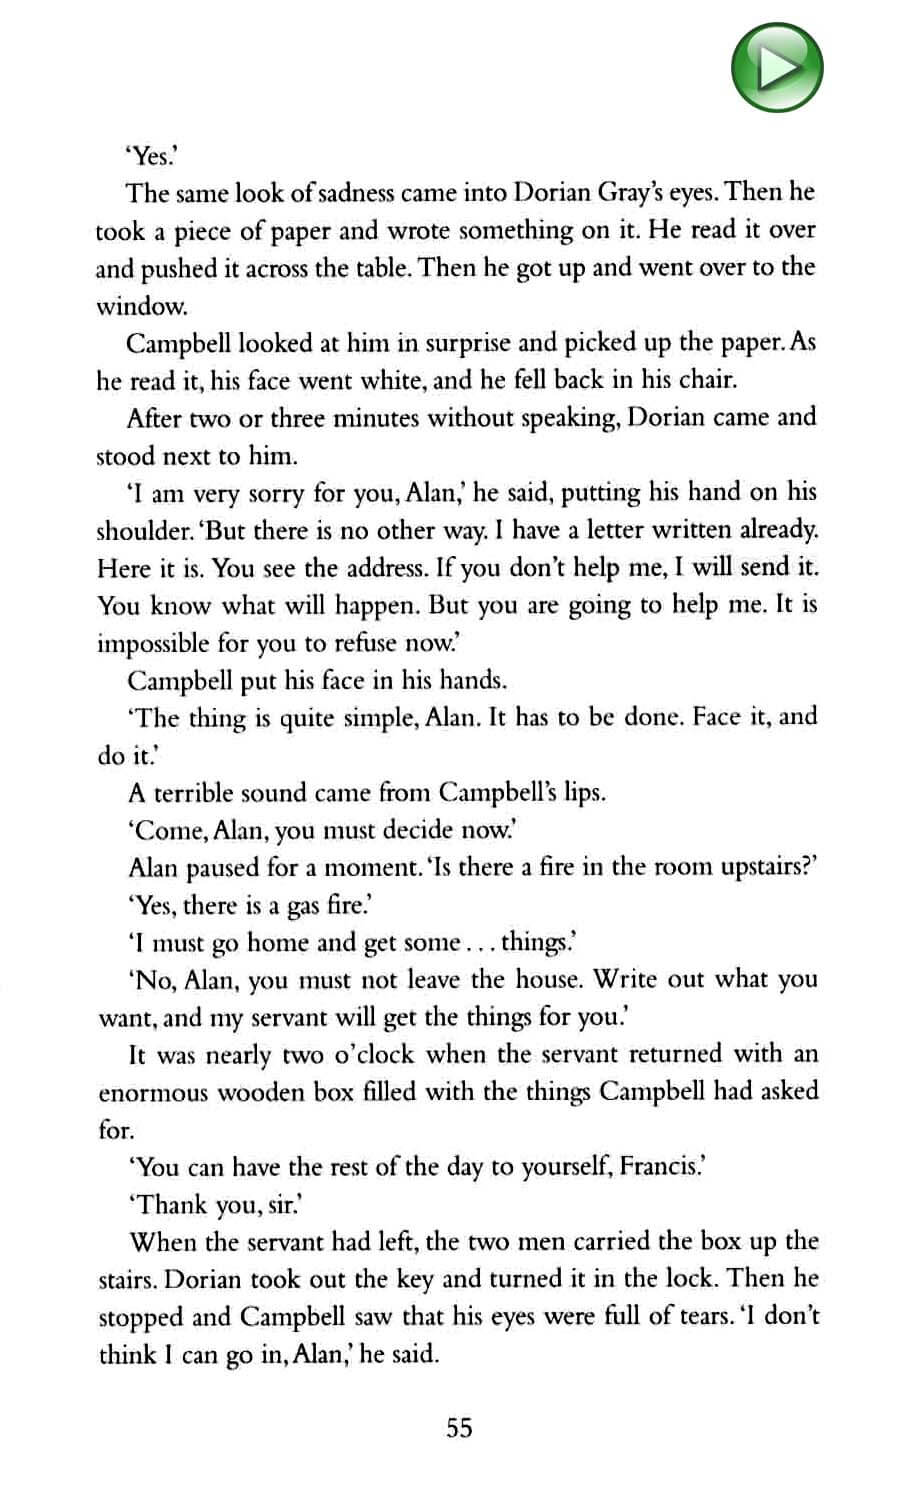 ‘Yes.’
The same look of sadness came into Dorian Gray’s eyes. Then he
took a piece of paper and wrote something on it. He read it over
and pushed it across the table. Then he got up and went over to the
window.
Campbell looked at him in surprise and picked up the paper. As
he read it, his face went white, and he fell back in his chair.
After two or three minutes without speaking, Dorian came and
stood next to him.
‘I am very sorry for you, Alan,’ he said, putting his hand on his
shoulder. ‘But there is no other way. I have a letter written already.
Here it is. You see the address. If you don’t help me, I will send it.
You know what will happen. But you are going to help me. It is
impossible for you to refuse now.’
Campbell put his face in his hands.
‘The thing is quite simple, Alan. It has to be done. Face it, and
do it.’
A terrible sound came from Campbell’s lips.
‘Come, Alan, you must decide now.’
Alan paused for a moment. ‘Is there a fire in the room upstairs?’
‘Yes, there is a gas fire.’
‘I must go home and get some . . . things.’
‘No, Alan, you must not leave the house. Write out what you
want, and my servant will get the things for you.’
It was nearly two o’clock when the servant returned with an
enormous wooden box filled with the things Campbell had asked
for.
‘You can have the rest of the day to yourself, Francis.’
‘Thank you, sir.’
When the servant had left, the two men carried the box up the
stairs. Dorian took out the key and turned it in the lock. Then he
stopped and Campbell saw that his eyes were full of tears. ‘I don’t
think I can go in, Alan,’ he said.
55